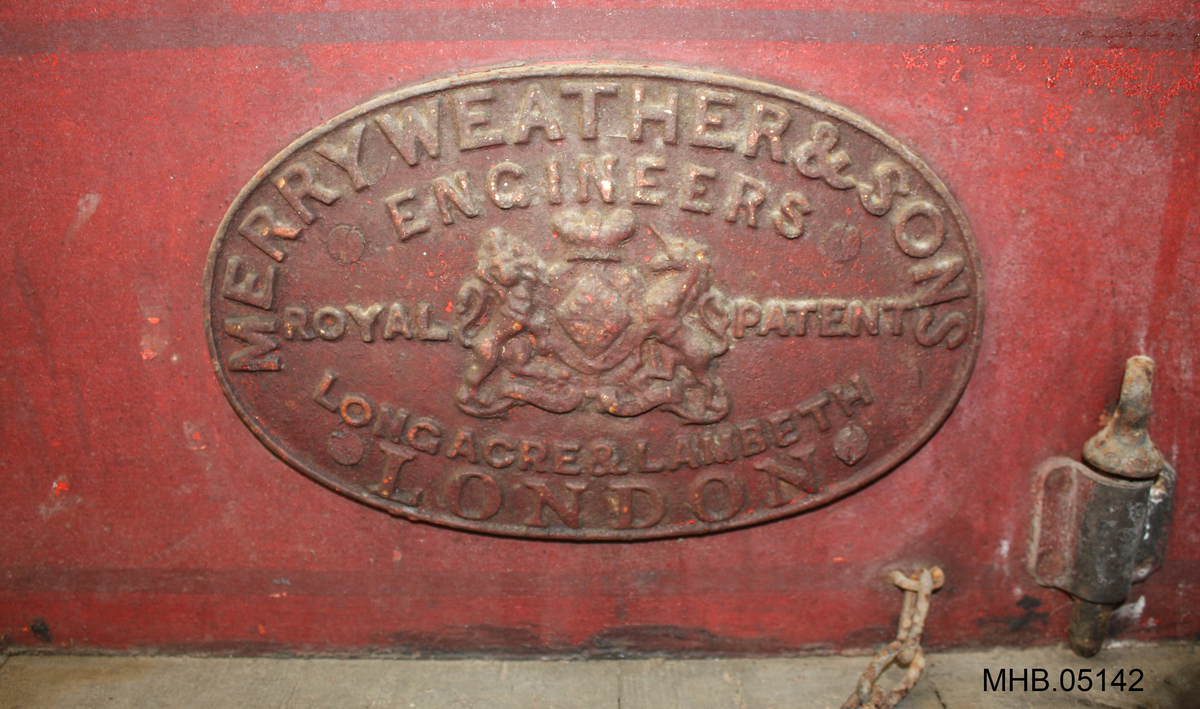 MERRYWEATHER & SONS
ENGINEERS
ROYAL PATENT
LONG ACRE & LAMBETH
LONDON
MHB.05142